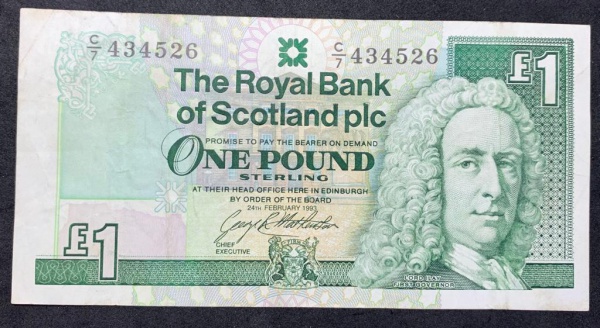 C/7 434526
C/7 434526
£1
The Royal Bank
of Scotland plc
PROMISE TO PAY THE BEARER ON DEMAND
ONE POUND
STERLING
AT THEIR HEAD OFFICE HERE IN EDINBURGH
BY ORDER OF THE BOARD
24TH FEBRUARY 1993
CHIEF
EXECUTIVE
£1
LORD ILAY
FIRST GOVERNOR